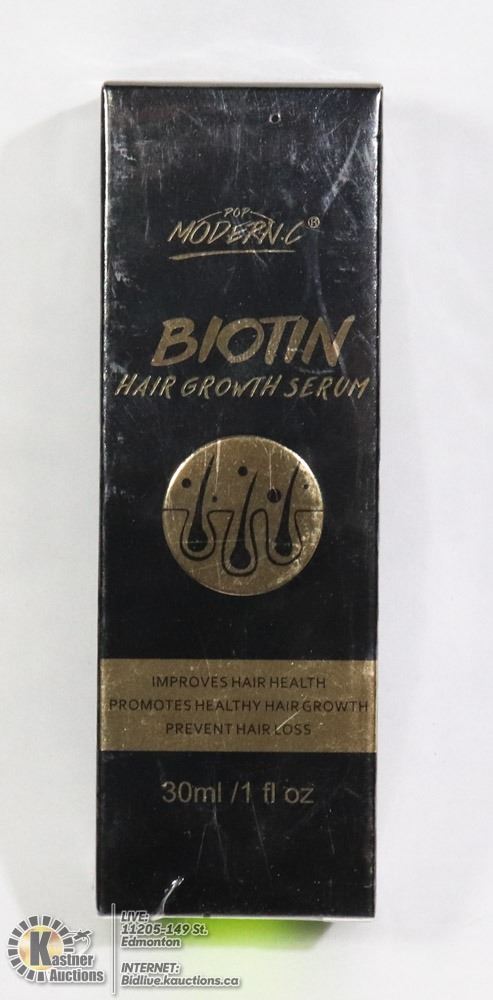 POP
MODERN.C®
BIOTIN
HAIR GROWTH SERUM
IMPROVES HAIR HEALTH
PROMOTES HEALTHY HAIR GROWTH
PREVENT HAIR LOSS
30ml /1 fl oz
Kastner
Auctions
LIVE:
11205-149 St.
Edmonton
INTERNET:
Bidlive.kauctions.ca